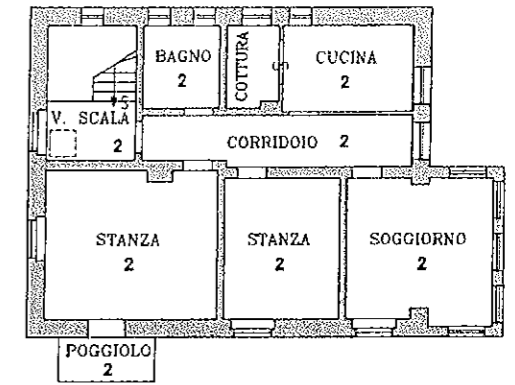 BAGNO
2
COTTURA
CUCINA
2
S
V. SCALA
2
CORRIDOIO 2
STANZA
2
STANZA
2
SOGGIORNO
2
POGGIOLO
2